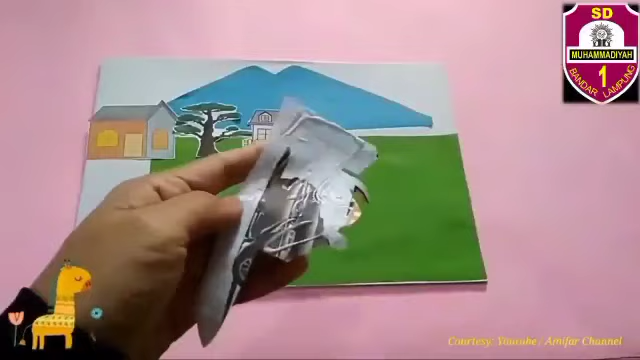 SD
MUHAMMADIYAH
1
BANDAR LAMPUNG
Courtesy: Youtube / Amifar Channel